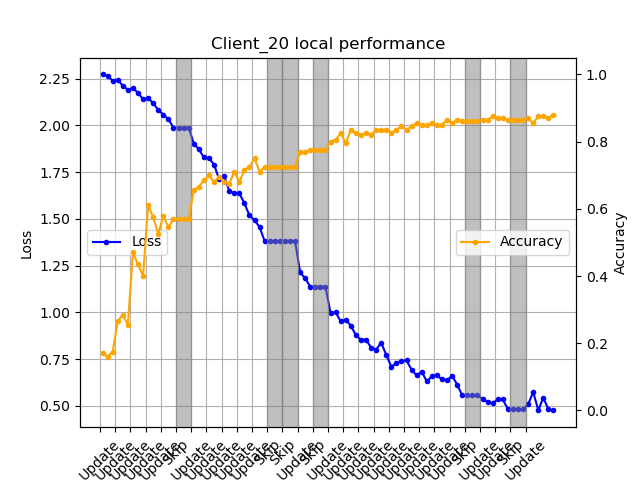 Client_20 local performance
Loss
2.25
2.00
1.75
1.50
1.25
1.00
0.75
0.50
Loss
Accuracy
1.0
0.8
0.6
0.4
0.2
0.0
Accuracy
Update
Update
Update
Update
Update
Skip
Update
Update
Update
Update
Update
Skip
Skip
Update
Skip
Update
Update
Update
Update
Update
Update
Update
Update
Update
Skip
Update
Update
Skip
Update